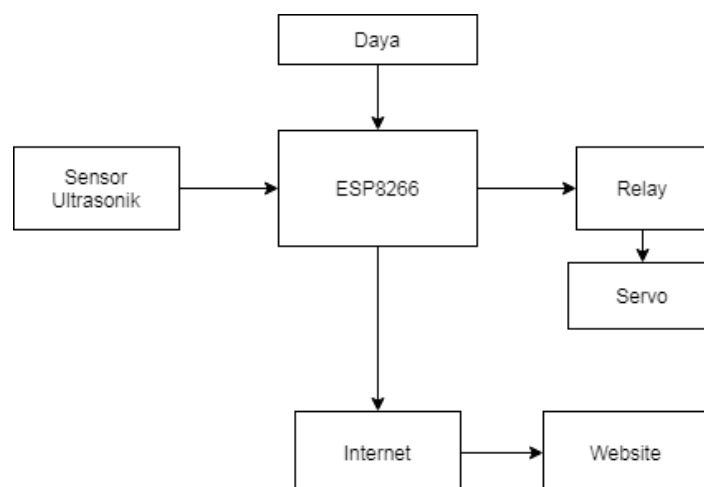 Daya
Sensor
Ultrasonik
ESP8266
Relay
Servo
Internet
Website